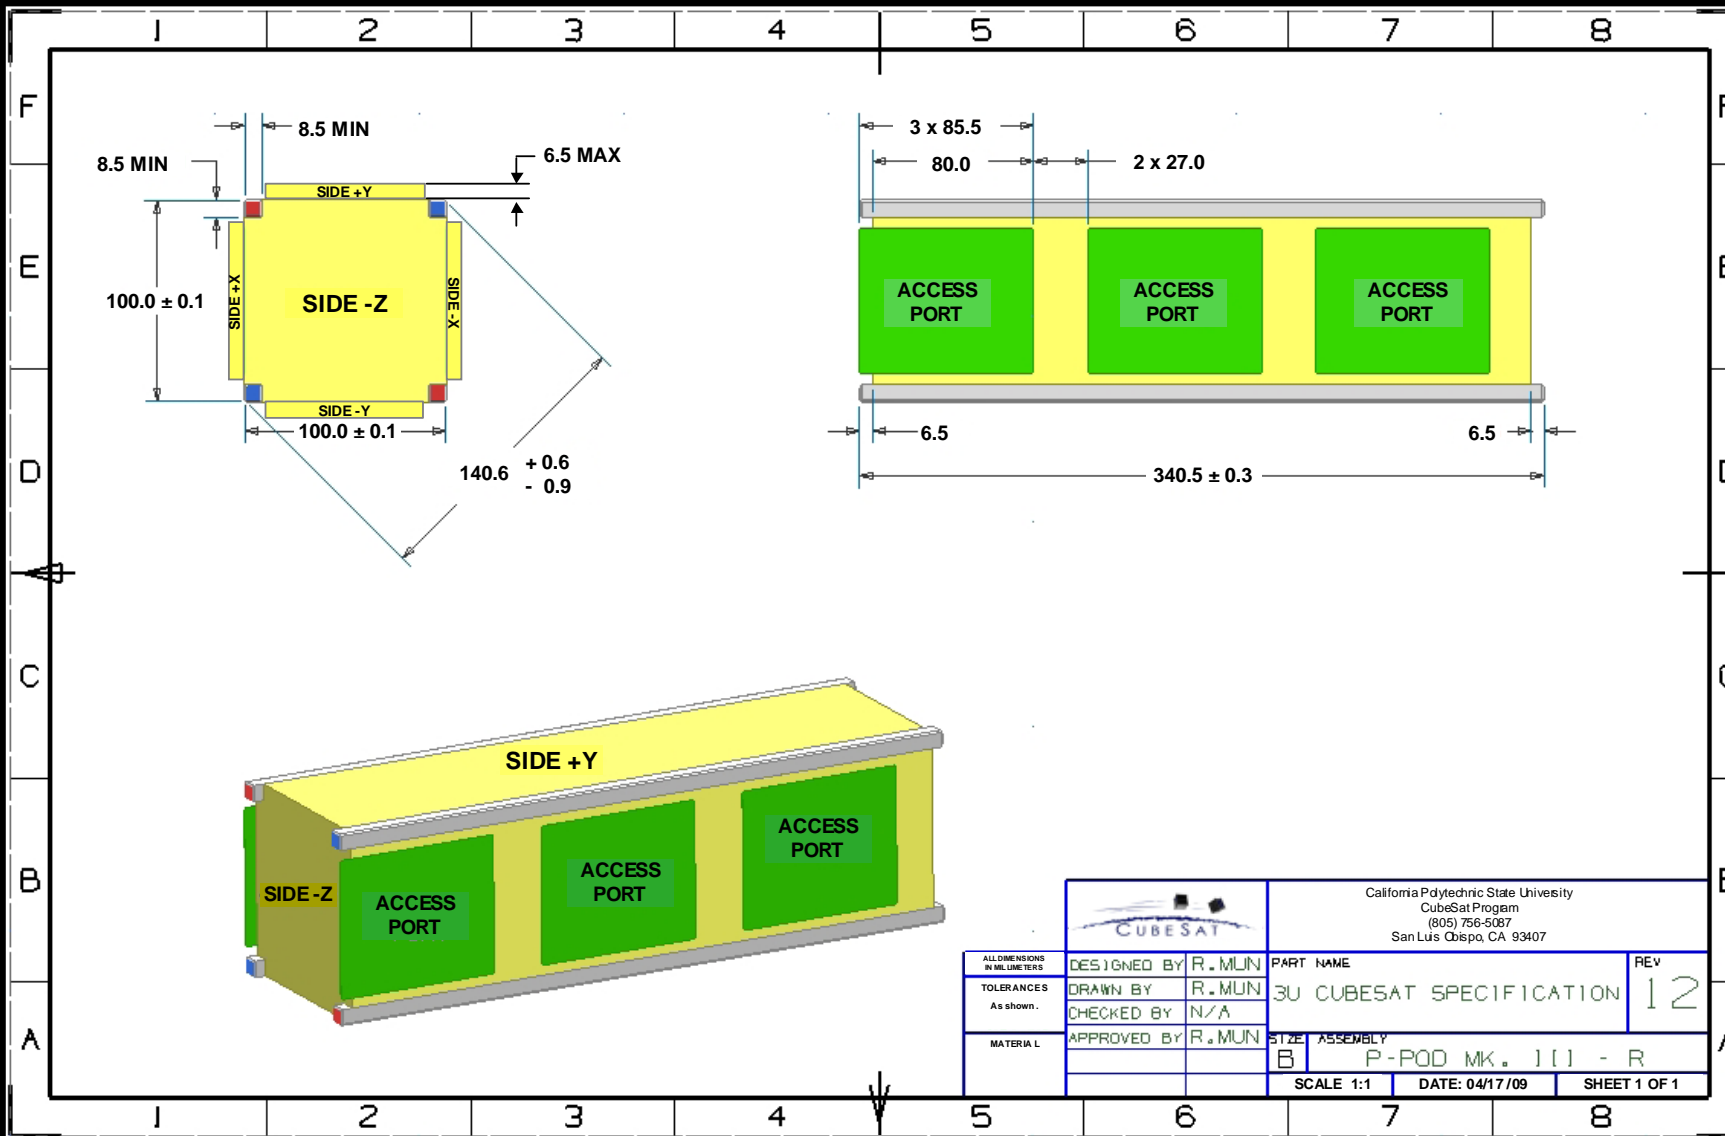 1 2 3 4 5 6 7 8
F
8.5 MIN
8.5 MIN
6.5 MAX
SIDE +Y
3 x 85.5
80.0
2 x 27.0
E
100.0 ± 0.1
SIDE +X
SIDE -Z
SIDE -X
ACCESS
PORT
ACCESS
PORT
ACCESS
PORT
SIDE -Y
100.0 ± 0.1
6.5
6.5
D
140.6 + 0.6
- 0.9
340.5 ± 0.3
C
SIDE +Y
B
SIDE -Z
ACCESS
PORT
ACCESS
PORT
ACCESS
PORT
A
CUBESAT
California Polytechnic State University
CubeSat Program
(805) 756-5087
San Luis Obispo, CA 93407
ALL DIMENSIONS
IN MILLIMETERS
TOLERANCES
As shown.
MATERIAL
DESIGNED BY R.MUN
DRAWN BY R.MUN
CHECKED BY N/A
APPROVED BY R.MUN
PART NAME
3U CUBESAT SPECIFICATION
REV
12
SIZE
B
ASSEMBLY
P-POD MK. III - R
SCALE 1:1
DATE: 04/17/09
SHEET 1 OF 1
1 2 3 4 5 6 7 8